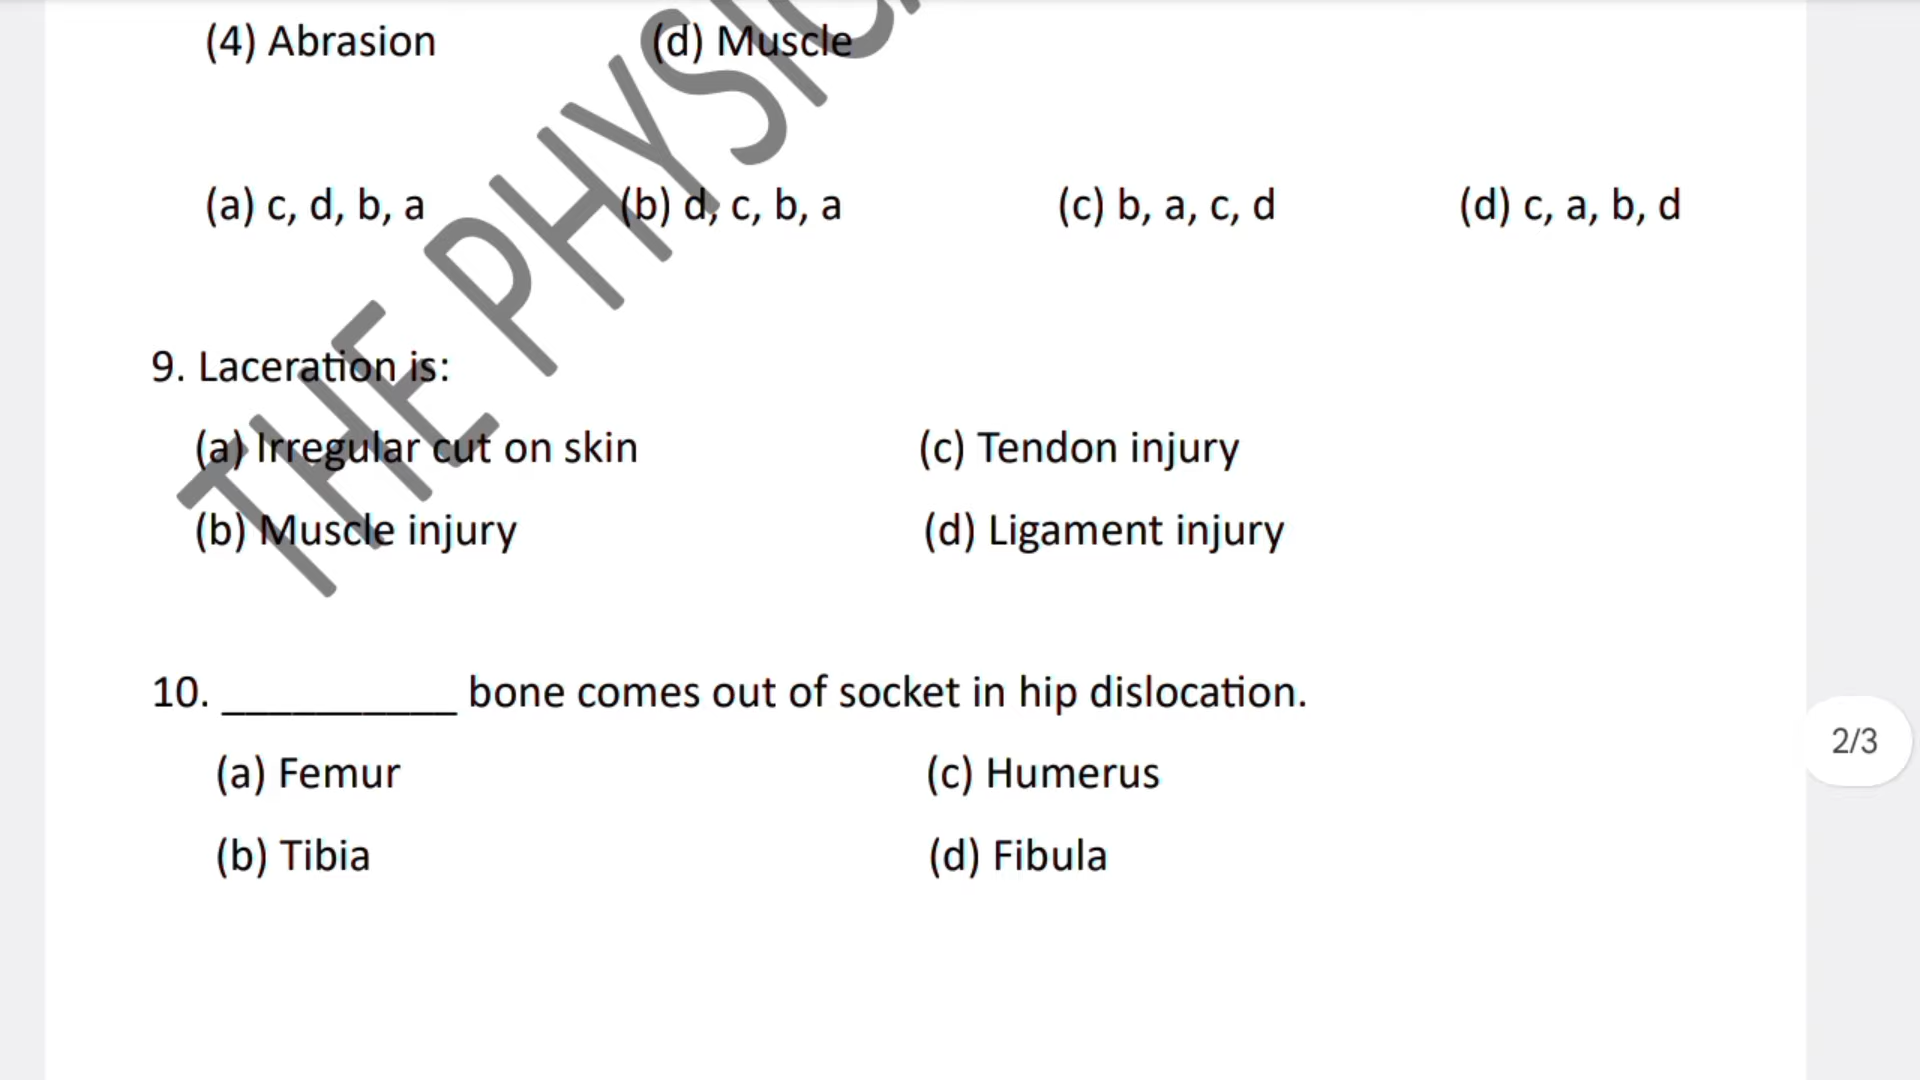 (4) Abrasion (d) Muscle
(a) c, d, b, a (b) d, c, b, a (c) b, a, c, d (d) c, a, b, d
9. Laceration is:
(a) Irregular cut on skin (c) Tendon injury
(b) Muscle injury (d) Ligament injury
10. __________ bone comes out of socket in hip dislocation.
(a) Femur (c) Humerus
(b) Tibia (d) Fibula
2/3
THE